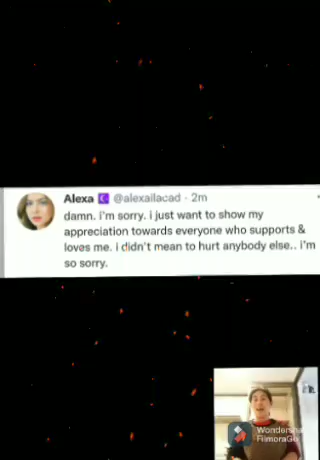 Alexa @alexailacad · 2m
damn. i'm sorry. i just want to show my
appreciation towards everyone who supports &
loves me. i didn't mean to hurt anybody else.. i'm
so sorry.
Wondersha
FilmoraGo